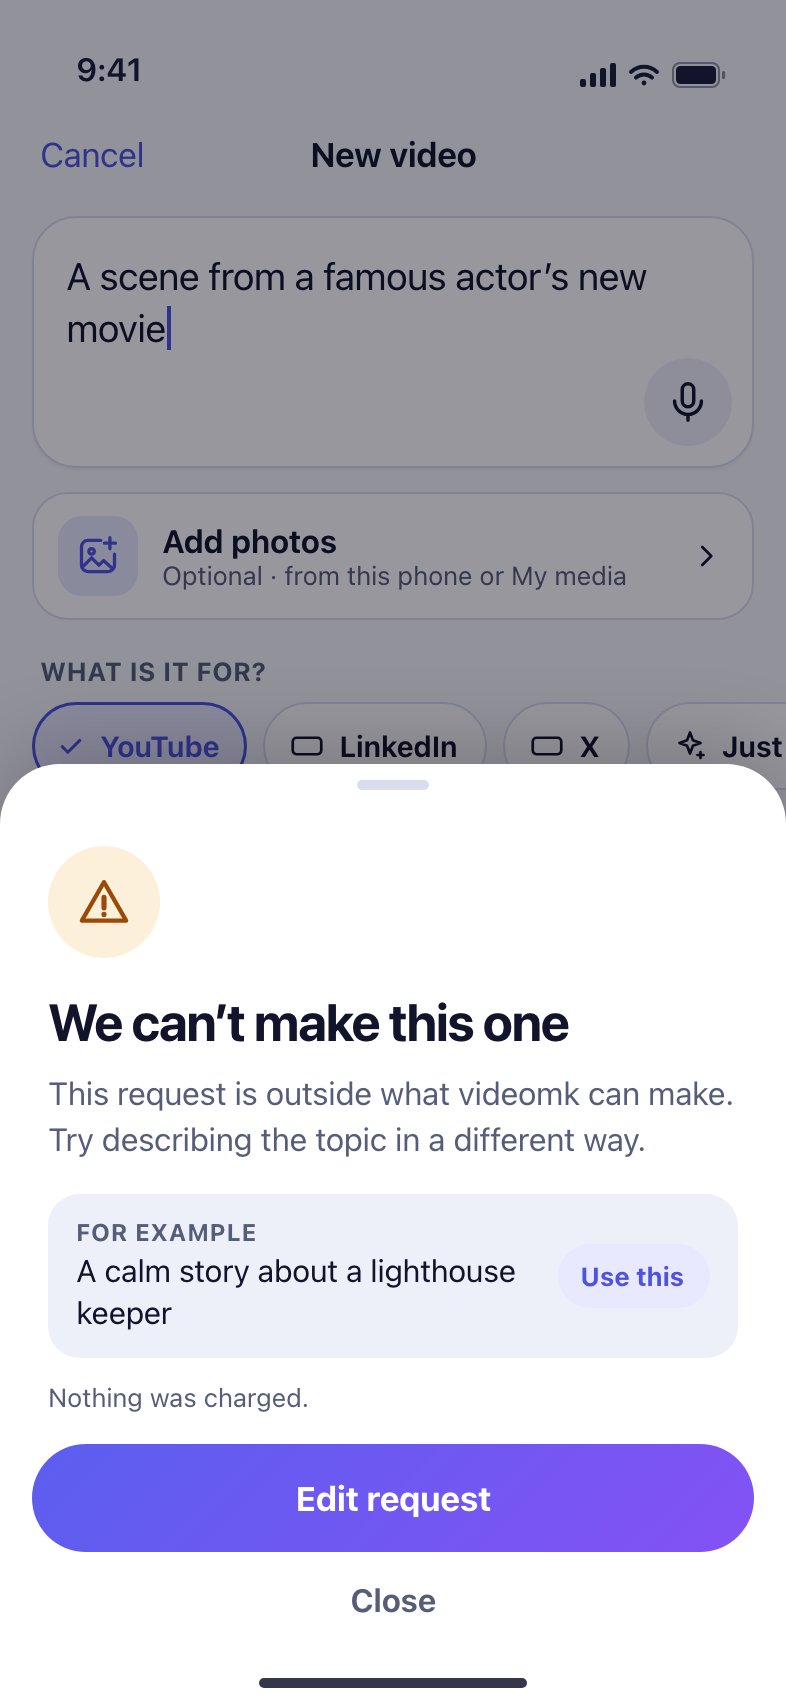 9:41
Cancel
New video
A scene from a famous actor’s new
movie
Add photos
Optional · from this phone or My media
WHAT IS IT FOR?
YouTube
LinkedIn
X
Just
We can’t make this one
This request is outside what videomk can make.
Try describing the topic in a different way.
FOR EXAMPLE
A calm story about a lighthouse
keeper
Use this
Nothing was charged.
Edit request
Close